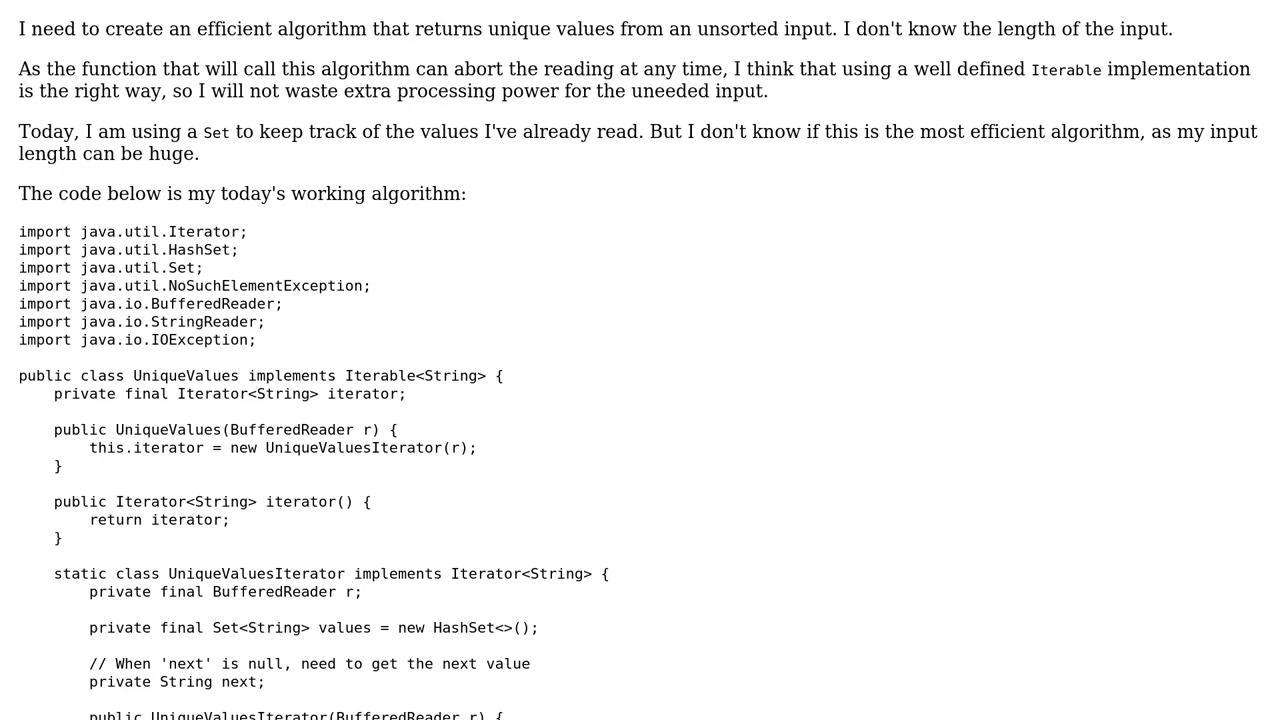 I need to create an efficient algorithm that returns unique values from an unsorted input. I don't know the length of the input.
As the function that will call this algorithm can abort the reading at any time, I think that using a well defined Iterable implementation
is the right way, so I will not waste extra processing power for the uneeded input.
Today, I am using a Set to keep track of the values I've already read. But I don't know if this is the most efficient algorithm, as my input
length can be huge.
The code below is my today's working algorithm:
import java.util.Iterator;
import java.util.HashSet;
import java.util.Set;
import java.util.NoSuchElementException;
import java.io.BufferedReader;
import java.io.StringReader;
import java.io.IOException;
public class UniqueValues implements Iterable<String> {
    private final Iterator<String> iterator;
    public UniqueValues(BufferedReader r) {
        this.iterator = new UniqueValuesIterator(r);
    }
    public Iterator<String> iterator() {
        return iterator;
    }
    static class UniqueValuesIterator implements Iterator<String> {
        private final BufferedReader r;
        private final Set<String> values = new HashSet<>();
        // When 'next' is null, need to get the next value
        private String next;
        public UniqueValuesIterator(BufferedReader r) {